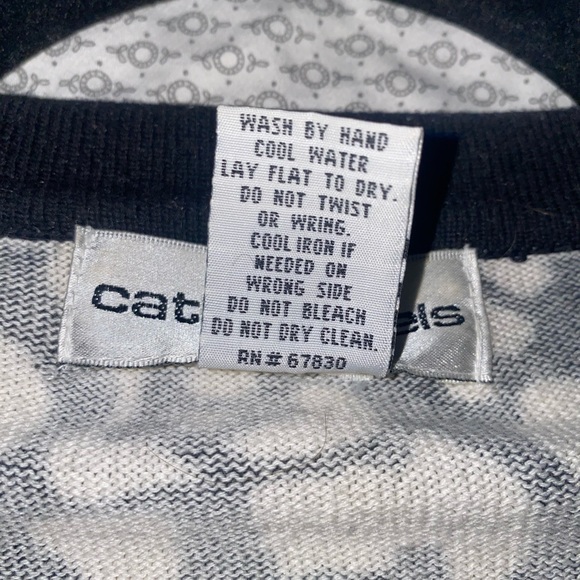 WASH BY HAND
COOL WATER
LAY FLAT TO DRY.
DO NOT TWIST
OR WRING.
COOL IRON IF
NEEDED ON
WRONG SIDE
DO NOT BLEACH
DO NOT DRY CLEAN.
RN# 67830
cat els